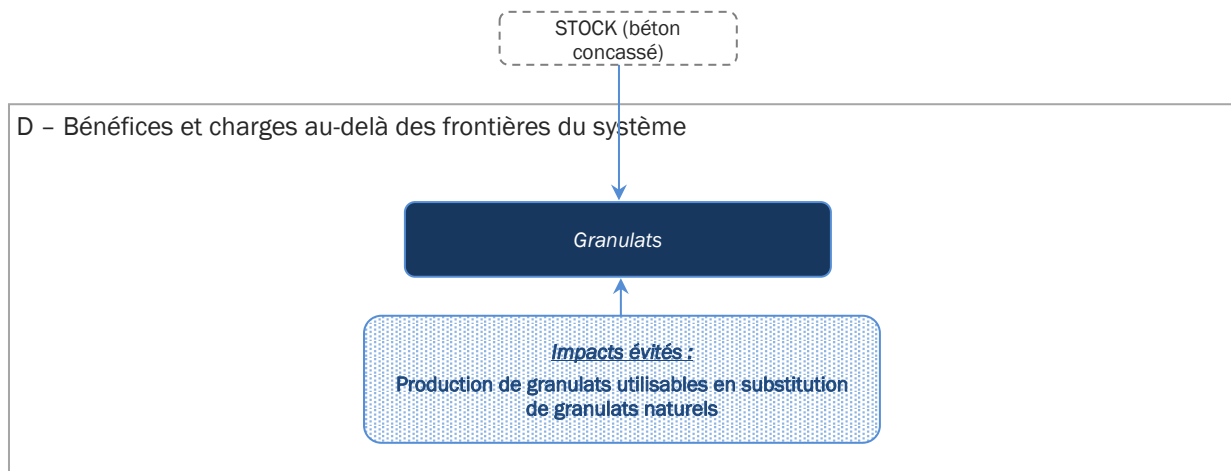 STOCK (béton
concassé)
D – Bénéfices et charges au-delà des frontières du système
Granulats
Impacts évités :
Production de granulats utilisables en substitution
de granulats naturels